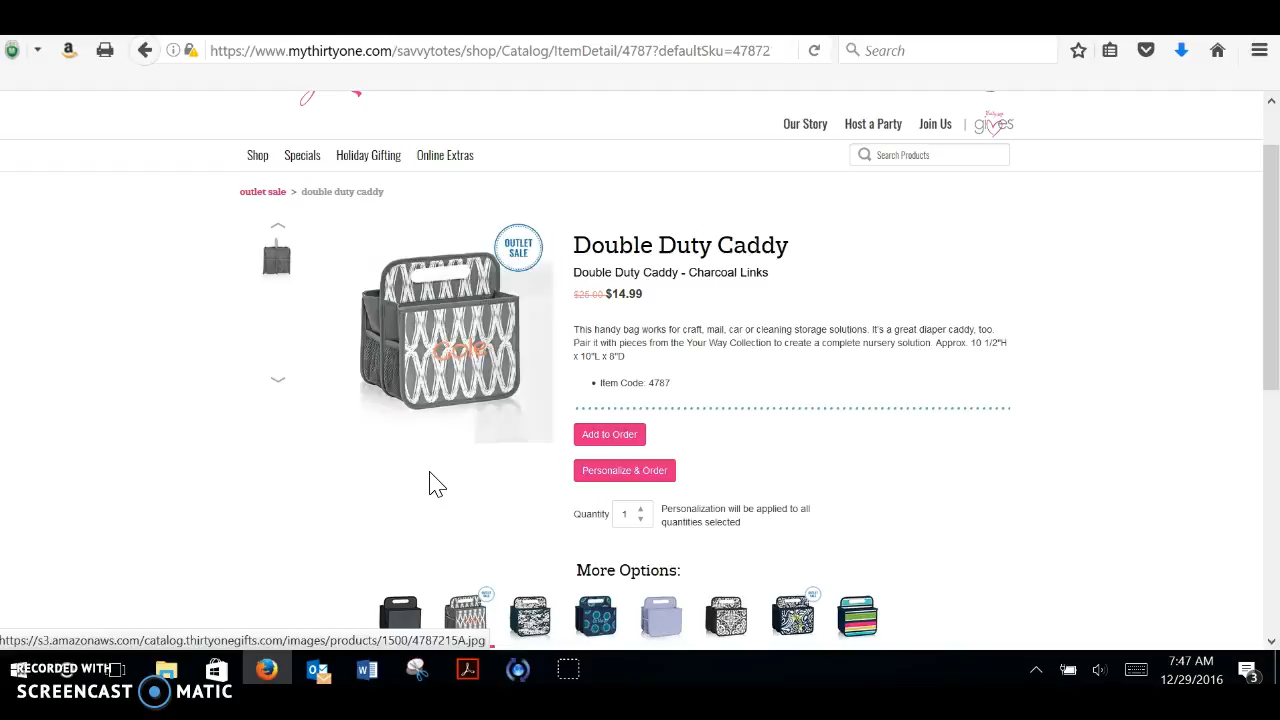 https://www.mythirtyone.com/savvytotes/shop/Catalog/ItemDetail/4787?defaultSku=47872
Search
Our Story
Host a Party
Join Us
|
gives
Shop
Specials
Holiday Gifting
Online Extras
Search Products
outlet sale > double duty caddy
OUTLET
SALE
Cole
Double Duty Caddy
Double Duty Caddy - Charcoal Links
$25.00 $14.99
This handy bag works for craft, mail, car or cleaning storage solutions. It's a great diaper caddy, too.
Pair it with pieces from the Your Way Collection to create a complete nursery solution. Approx. 10 1/2"H
x 10"L x 8"D
• Item Code: 4787
Add to Order
Personalize & Order
Quantity 1
Personalization will be applied to all
quantities selected
More Options:
https://s3.amazonaws.com/catalog.thirtyonegifts.com/images/products/1500/4787215A.jpg
RECORDED WITH
SCREENCAST MATIC
7:47 AM
12/29/2016
3